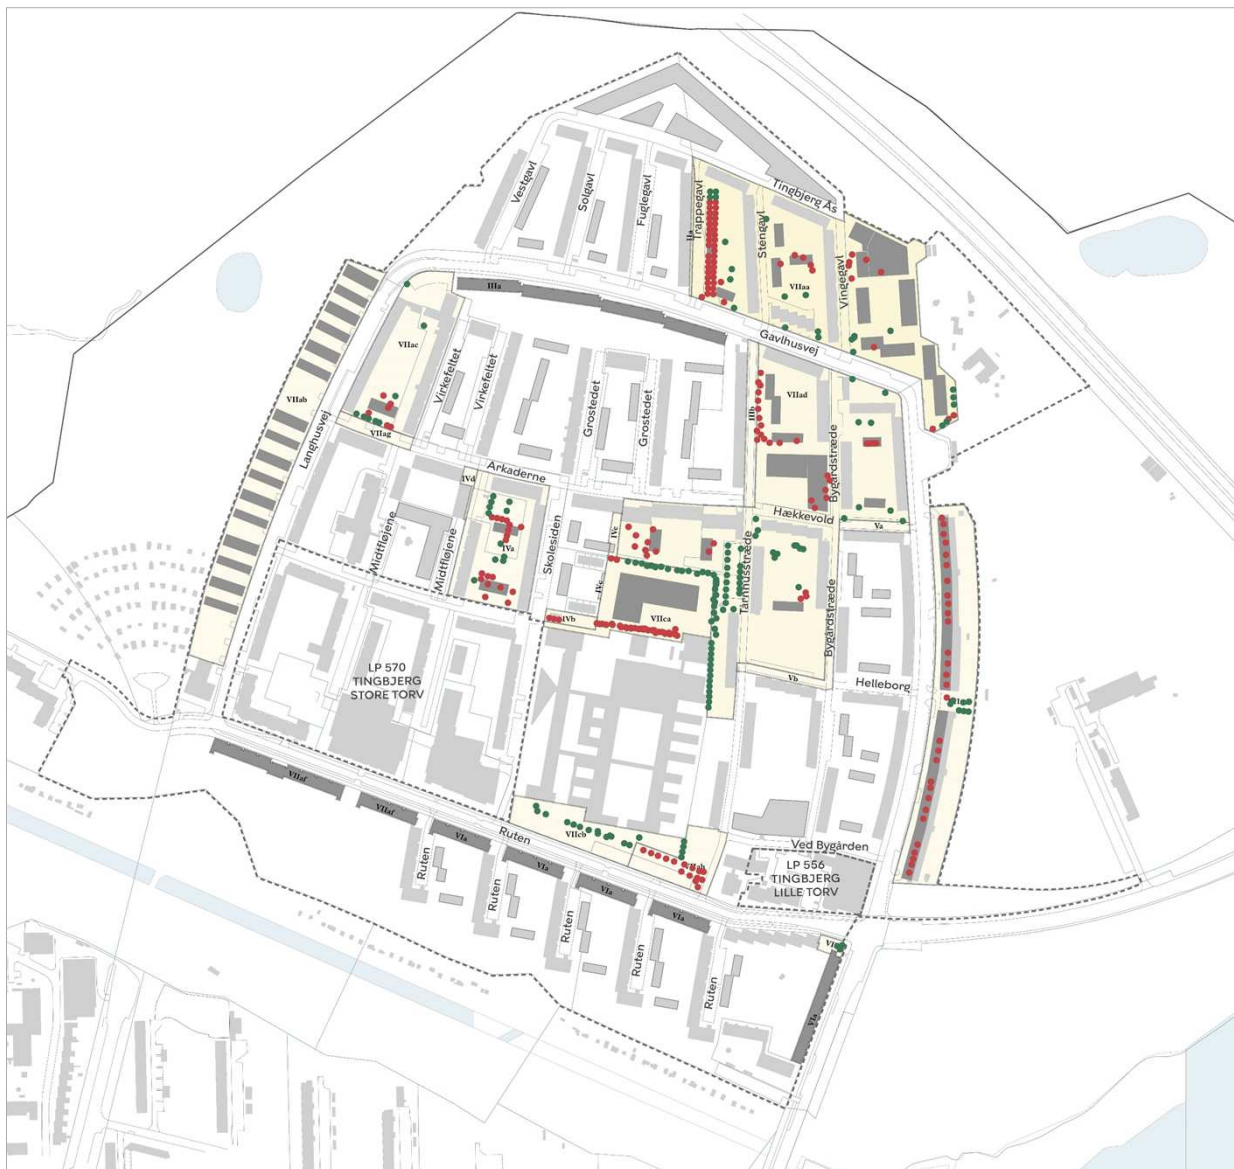 Vestgavl
Solgavl
Fuglegavl
Trappegavl
IIa
Stengavl
Tingbjerg Ås
Vingegavl
VIIaa
IIIa
Gavlhusvej
VIIac
Virkefeltet
Virkefeltet
Grostedet
Grostedet
IIIb
VIIad
Bygårdstræde
VIIab
Langhusvej
VIIag
Arkaderne
IVd
IVa
Midtfløjene
Midtfløjene
Skolesiden
IVc
IVc
Hækkevold
Va
Tårnhusstræde
Bygårdstræde
IVb
VIIca
Vb
Helleborg
LP 570
TINGBJERG
STORE TORV
VIIaf
VIIaf
Ruten
VIIcb
VIa
VIa
VIa
VIa
Ved Bygården
LP 556
TINGBJERG
LILLE TORV
Ruten
Ruten
Ruten
Ruten
Ruten
VIa